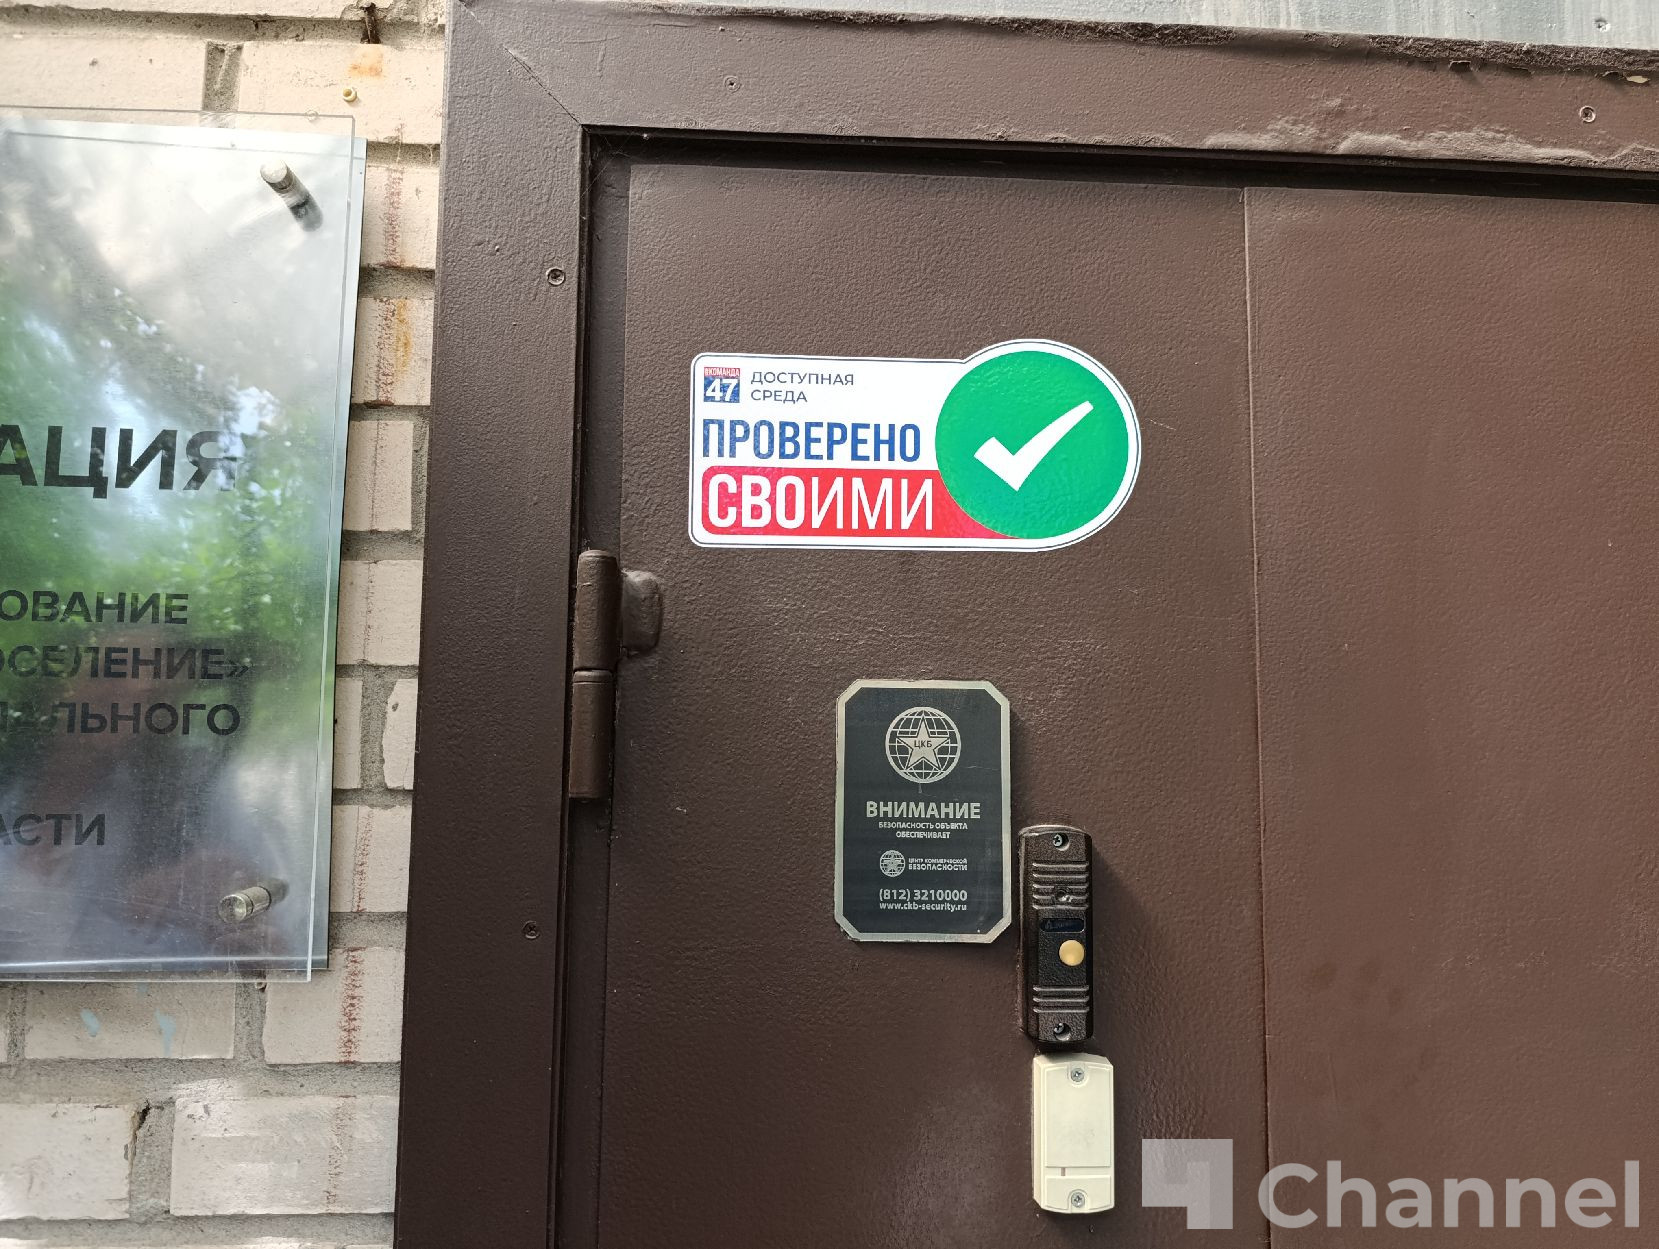 АЦИЯ
ОВАНИЕ
ОСЕЛЕНИЕ»
АЛЬНОГО
АСТИ
#КОМАНДА
47
ДОСТУПНАЯ
СРЕДА
ПРОВЕРЕНО
СВОИМИ
ЦКБ
ВНИМАНИЕ
БЕЗОПАСНОСТЬ ОБЪЕКТА
ОБЕСПЕЧИВАЕТ
ЦЕНТР КОММЕРЧЕСКОЙ
БЕЗОПАСНОСТИ
(812) 3210000
www.ckb-security.ru
Channel